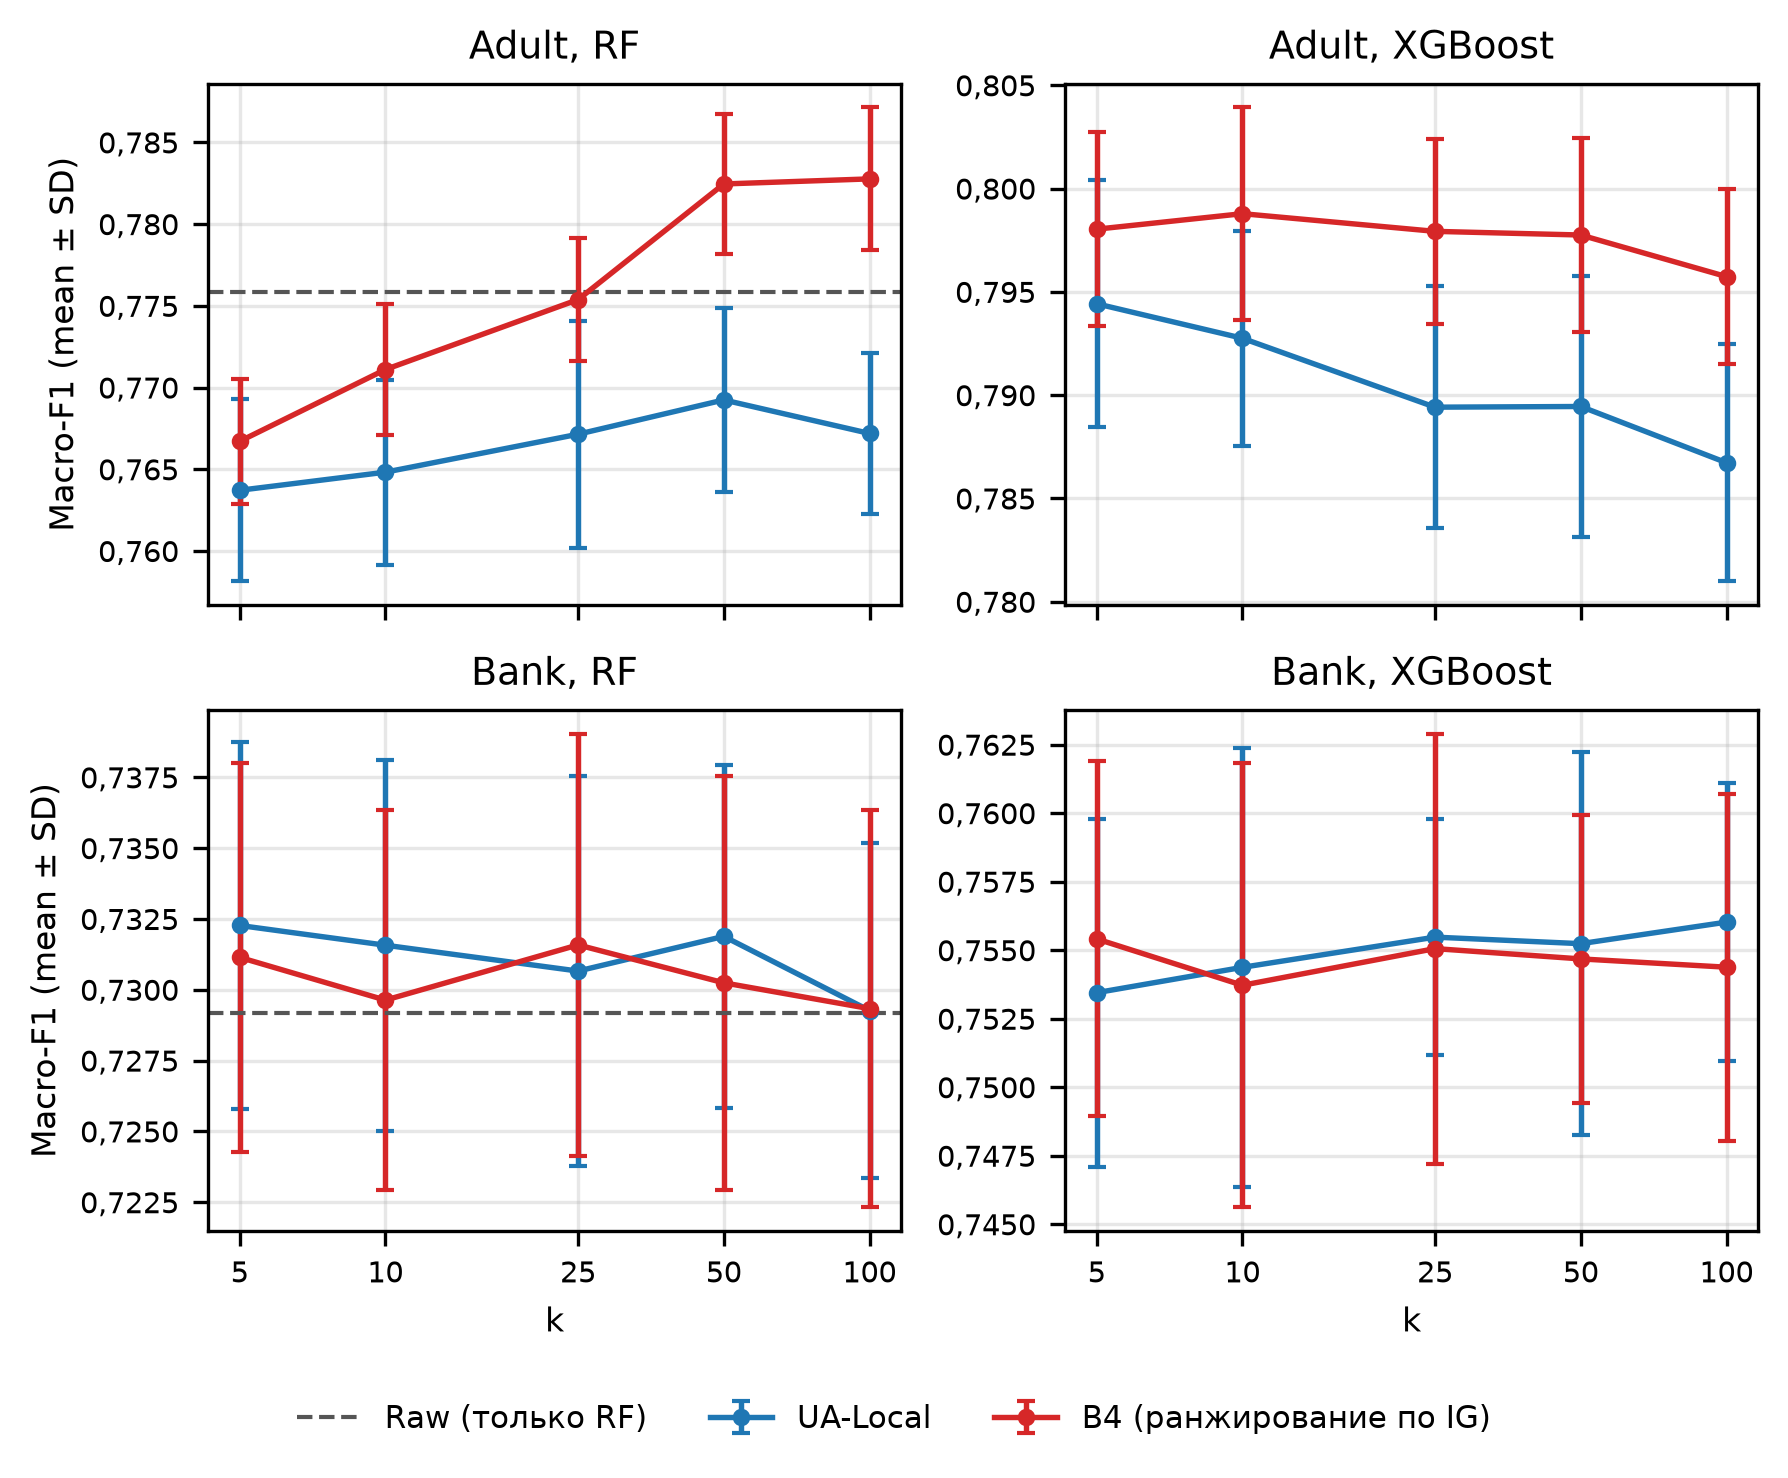 Adult, RF
Macro-F1 (mean ± SD)
0,785
0,780
0,775
0,770
0,765
0,760
Adult, XGBoost
0,805
0,800
0,795
0,790
0,785
0,780
Bank, RF
Macro-F1 (mean ± SD)
0,7375
0,7350
0,7325
0,7300
0,7275
0,7250
0,7225
5 10 25 50 100
k
Bank, XGBoost
0,7625
0,7600
0,7575
0,7550
0,7525
0,7500
0,7475
0,7450
5 10 25 50 100
k
Raw (только RF) UA-Local B4 (ранжирование по IG)